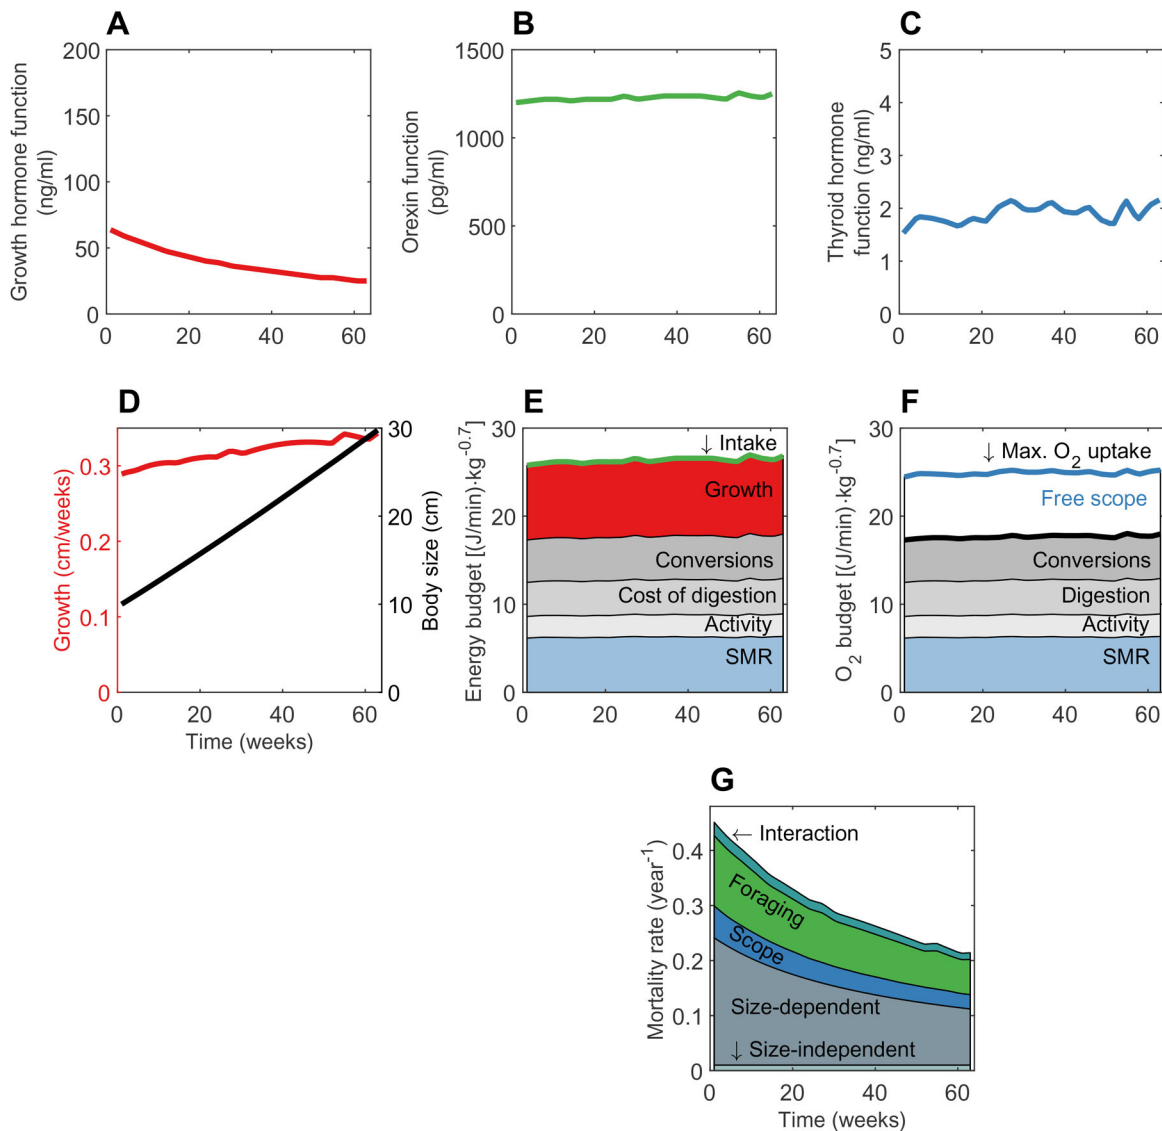 A
200
150
100
50
0
0
20
40
60
Growth hormone function
(ng/ml)
B
1500
1000
500
0
0
20
40
60
Orexin function
(pg/ml)
C
5
4
3
2
1
0
0
20
40
60
Thyroid hormone
function (ng/ml)
D
0.3
0.2
0.1
0
Growth (cm/weeks)
30
20
10
0
Body size (cm)
0
20
40
60
Time (weeks)
E
30
20
10
0
Energy budget [(J/min)·kg^-0.7]
↓ Intake
Growth
Conversions
Cost of digestion
Activity
SMR
0
20
40
60
F
30
20
10
0
O2 budget [(J/min)·kg^-0.7]
↓ Max. O2 uptake
Free scope
Conversions
Digestion
Activity
SMR
0
20
40
60
G
0.4
0.3
0.2
0.1
0
Mortality rate (year^-1)
← Interaction
Foraging
Scope
Size-dependent
↓ Size-independent
0
20
40
60
Time (weeks)